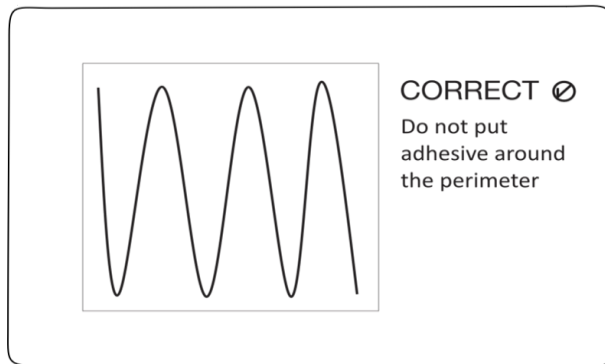 CORRECT
Do not put
adhesive around
the perimeter